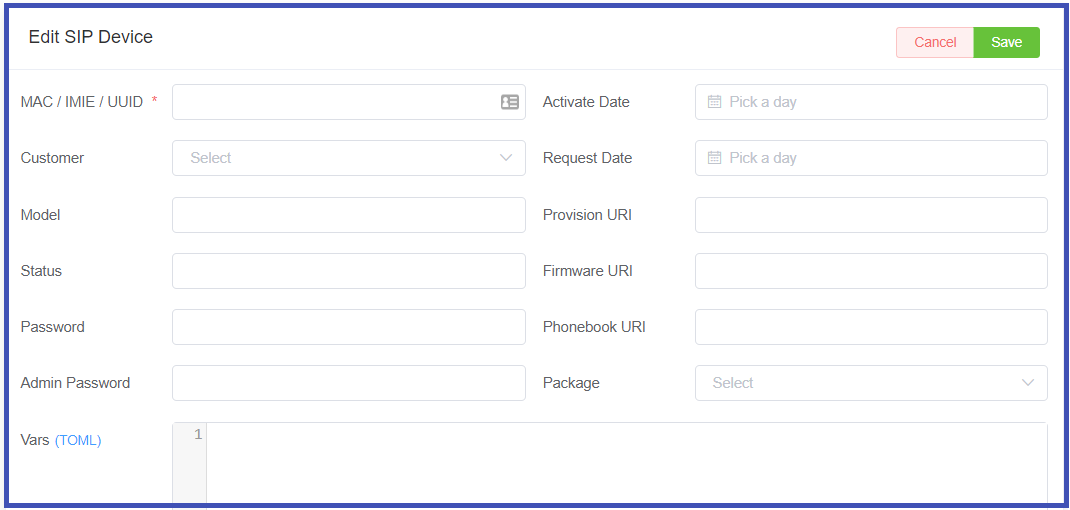 Edit SIP Device
Cancel Save
MAC / IMIE / UUID * Activate Date Pick a day
Customer Select Request Date Pick a day
Model Provision URI
Status Firmware URI
Password Phonebook URI
Admin Password Package Select
Vars (TOML) 1